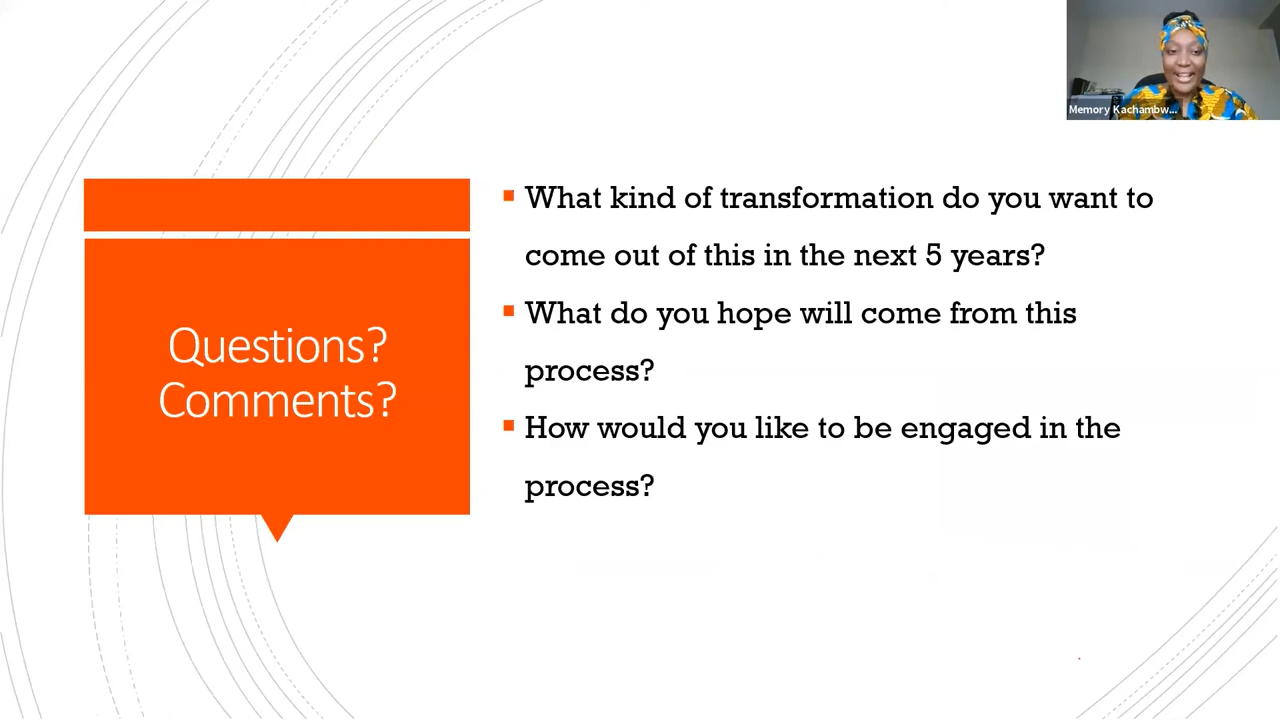 Memory Kachambw...
What kind of transformation do you want to
come out of this in the next 5 years?
What do you hope will come from this
process?
How would you like to be engaged in the
process?
Questions?
Comments?